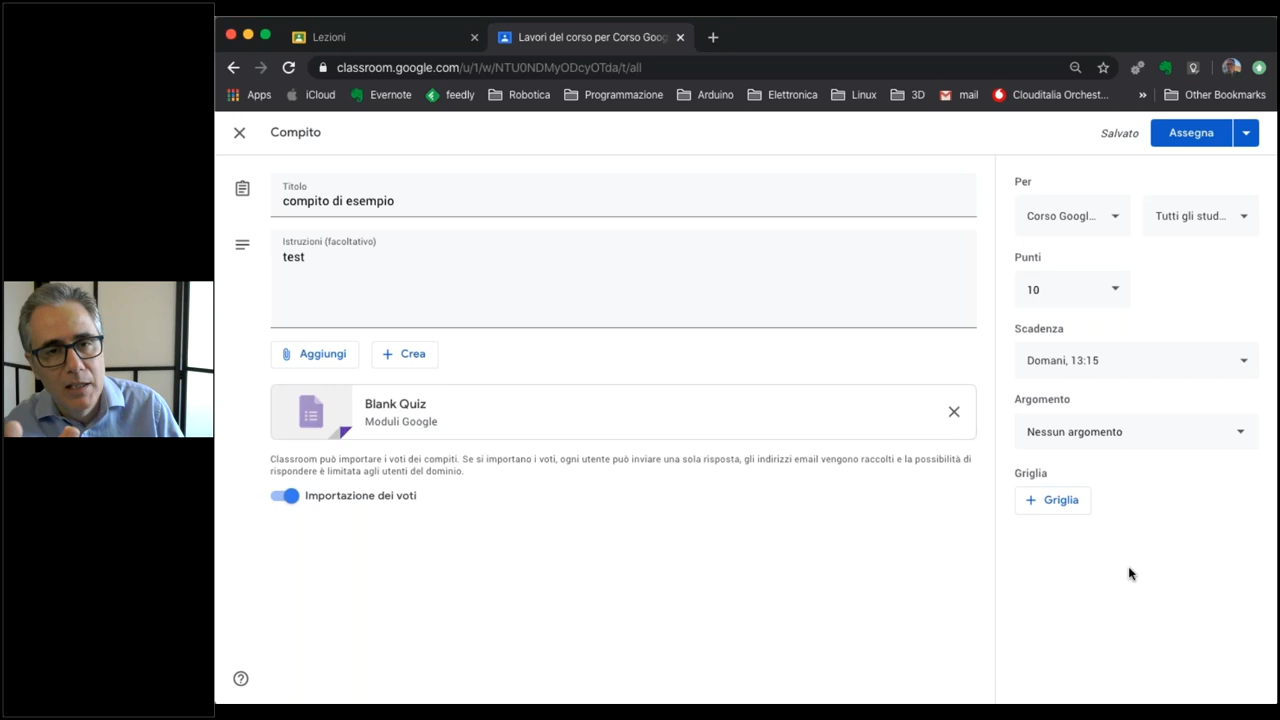 Lezioni
Lavori del corso per Corso Goog
classroom.google.com/u/1/w/NTU0NDMyODcyOTda/t/all
Apps iCloud Evernote feedly Robotica Programmazione Arduino Elettronica Linux 3D mail Clouditalia Orchest... » Other Bookmarks
Compito
Salvato
Assegna
Titolo
compito di esempio
Istruzioni (facoltativo)
test
Aggiungi
Crea
Blank Quiz
Moduli Google
Classroom può importare i voti dei compiti. Se si importano i voti, ogni utente può inviare una sola risposta, gli indirizzi email vengono raccolti e la possibilità di
rispondere è limitata agli utenti del dominio.
Importazione dei voti
Per
Corso Googl...
Tutti gli stud...
Punti
10
Scadenza
Domani, 13:15
Argomento
Nessun argomento
Griglia
Griglia